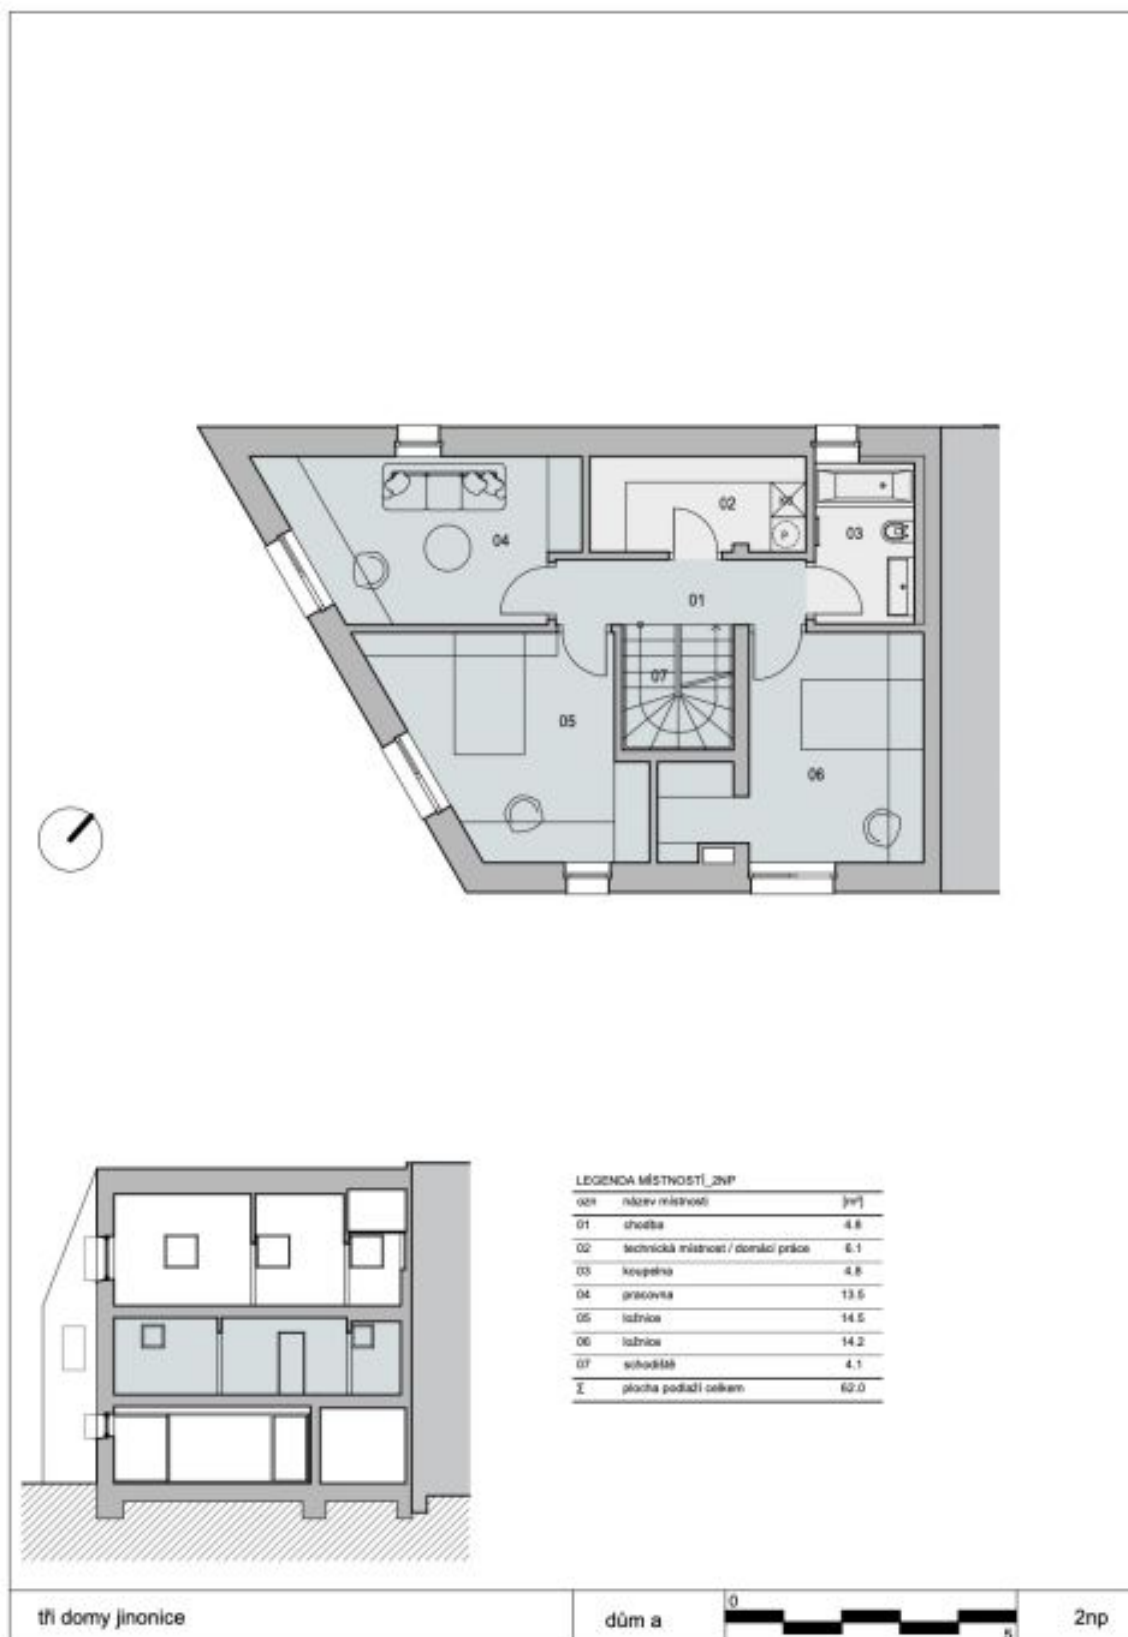 02
03
04
01
P
07
05
06
LEGENDA MÍSTNOSTÍ_2NP
ozn název místnosti [m²]
01 chodba 4.8
02 technická místnost / domácí práce 6.1
03 koupelna 4.8
04 pracovna 13.5
05 ložnice 14.5
06 ložnice 14.2
07 schodiště 4.1
Σ plocha podlaží celkem 62.0
tři domy jinonice
dům a
0
5
2np